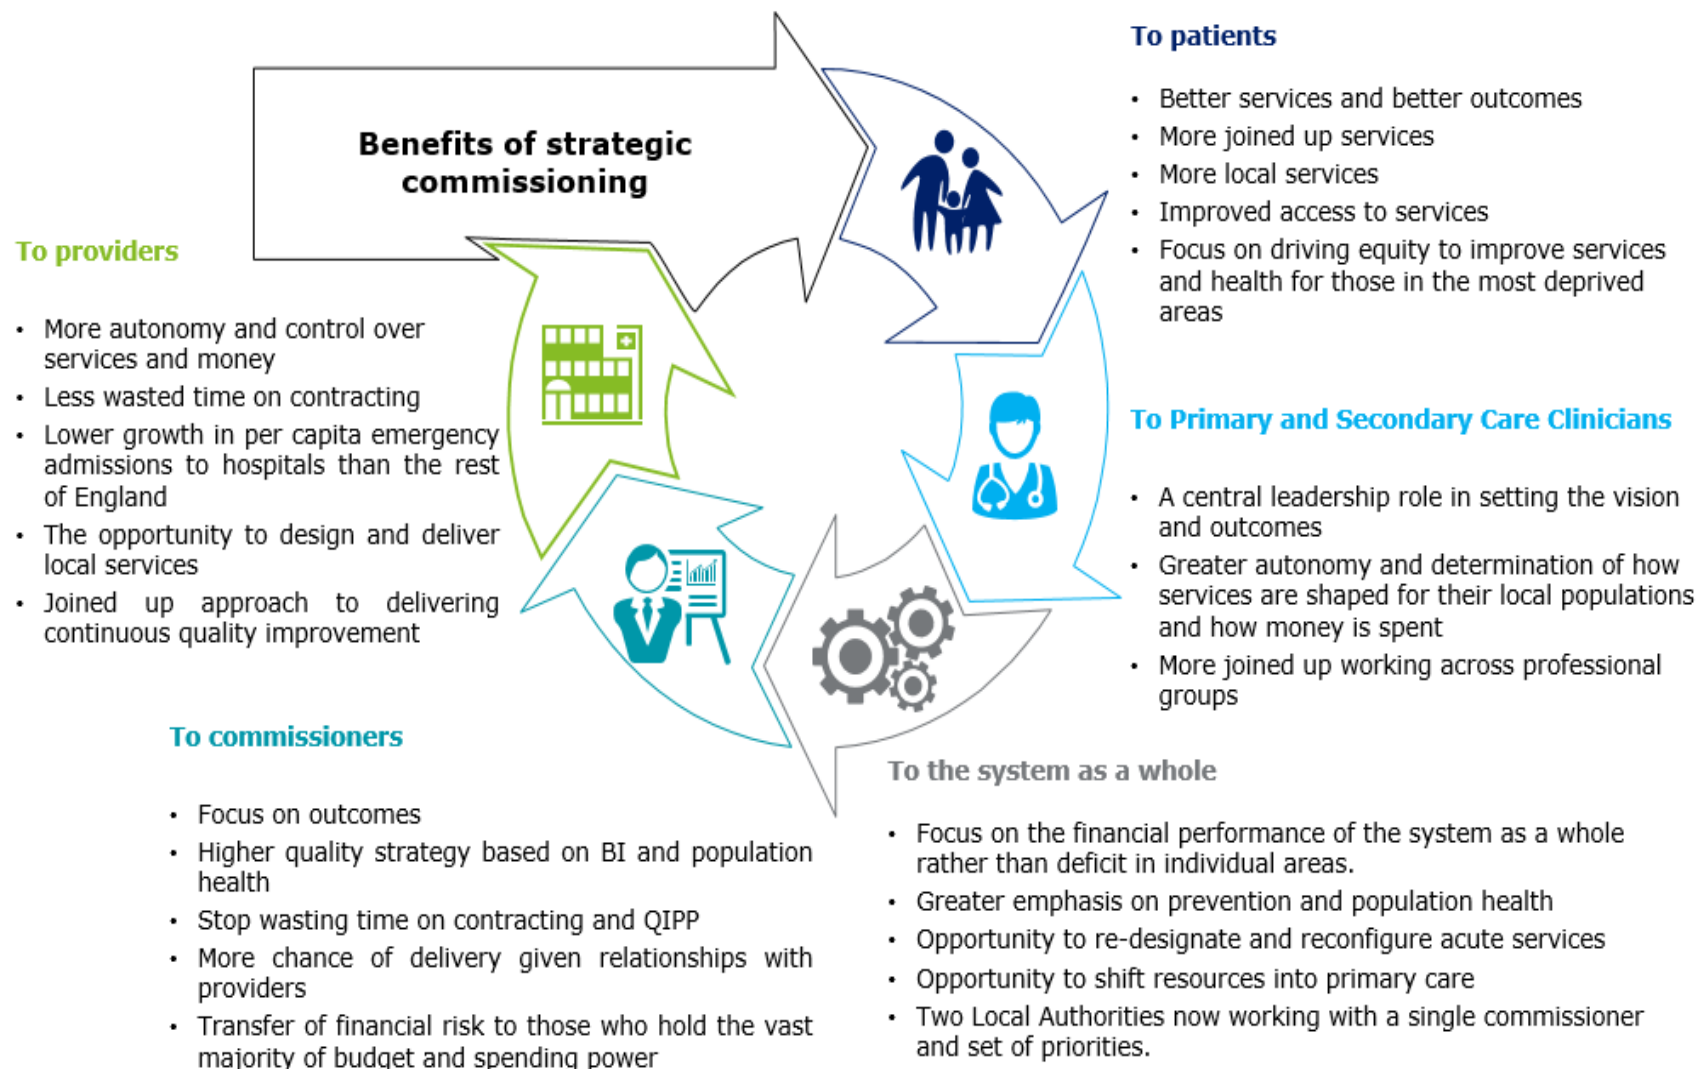 Benefits of strategic
commissioning
To patients
• Better services and better outcomes
• More joined up services
• More local services
• Improved access to services
• Focus on driving equity to improve services
and health for those in the most deprived
areas
To Primary and Secondary Care Clinicians
• A central leadership role in setting the vision
and outcomes
• Greater autonomy and determination of how
services are shaped for their local populations
and how money is spent
• More joined up working across professional
groups
To the system as a whole
• Focus on the financial performance of the system as a whole
rather than deficit in individual areas.
• Greater emphasis on prevention and population health
• Opportunity to re-designate and reconfigure acute services
• Opportunity to shift resources into primary care
• Two Local Authorities now working with a single commissioner
and set of priorities.
To commissioners
• Focus on outcomes
• Higher quality strategy based on BI and population
health
• Stop wasting time on contracting and QIPP
• More chance of delivery given relationships with
providers
• Transfer of financial risk to those who hold the vast
majority of budget and spending power
To providers
• More autonomy and control over
services and money
• Less wasted time on contracting
• Lower growth in per capita emergency
admissions to hospitals than the rest
of England
• The opportunity to design and deliver
local services
• Joined up approach to delivering
continuous quality improvement